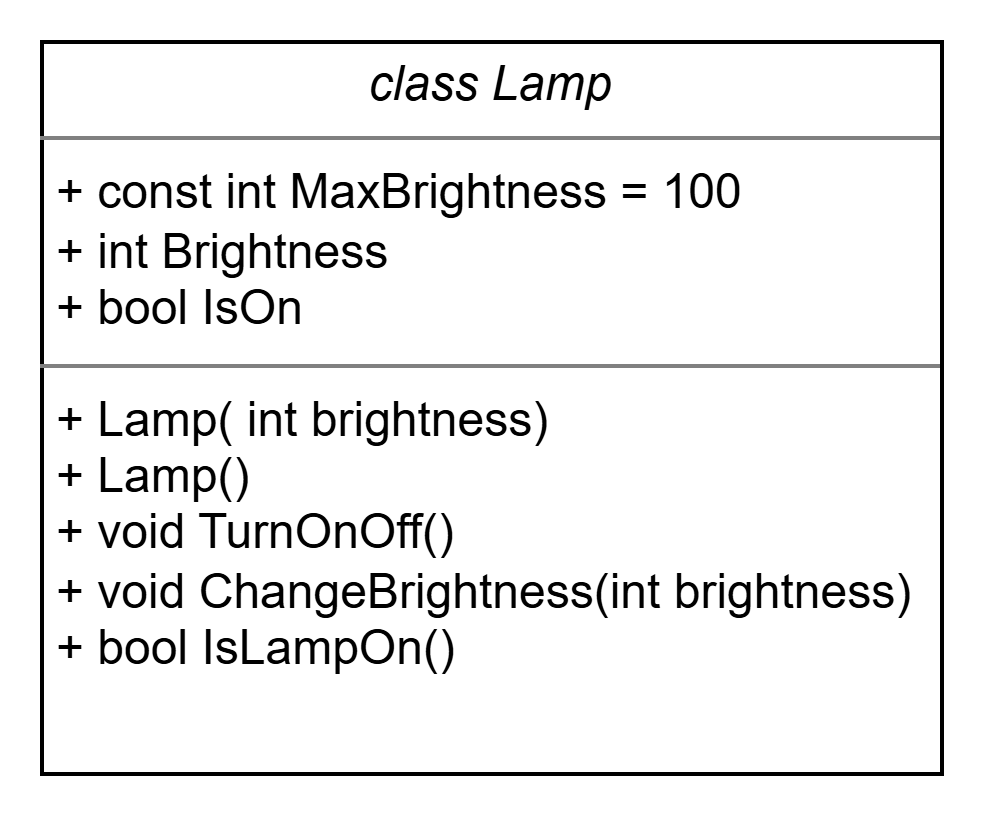 class Lamp
+ const int MaxBrightness = 100
+ int Brightness
+ bool IsOn
+ Lamp( int brightness)
+ Lamp()
+ void TurnOnOff()
+ void ChangeBrightness(int brightness)
+ bool IsLampOn()